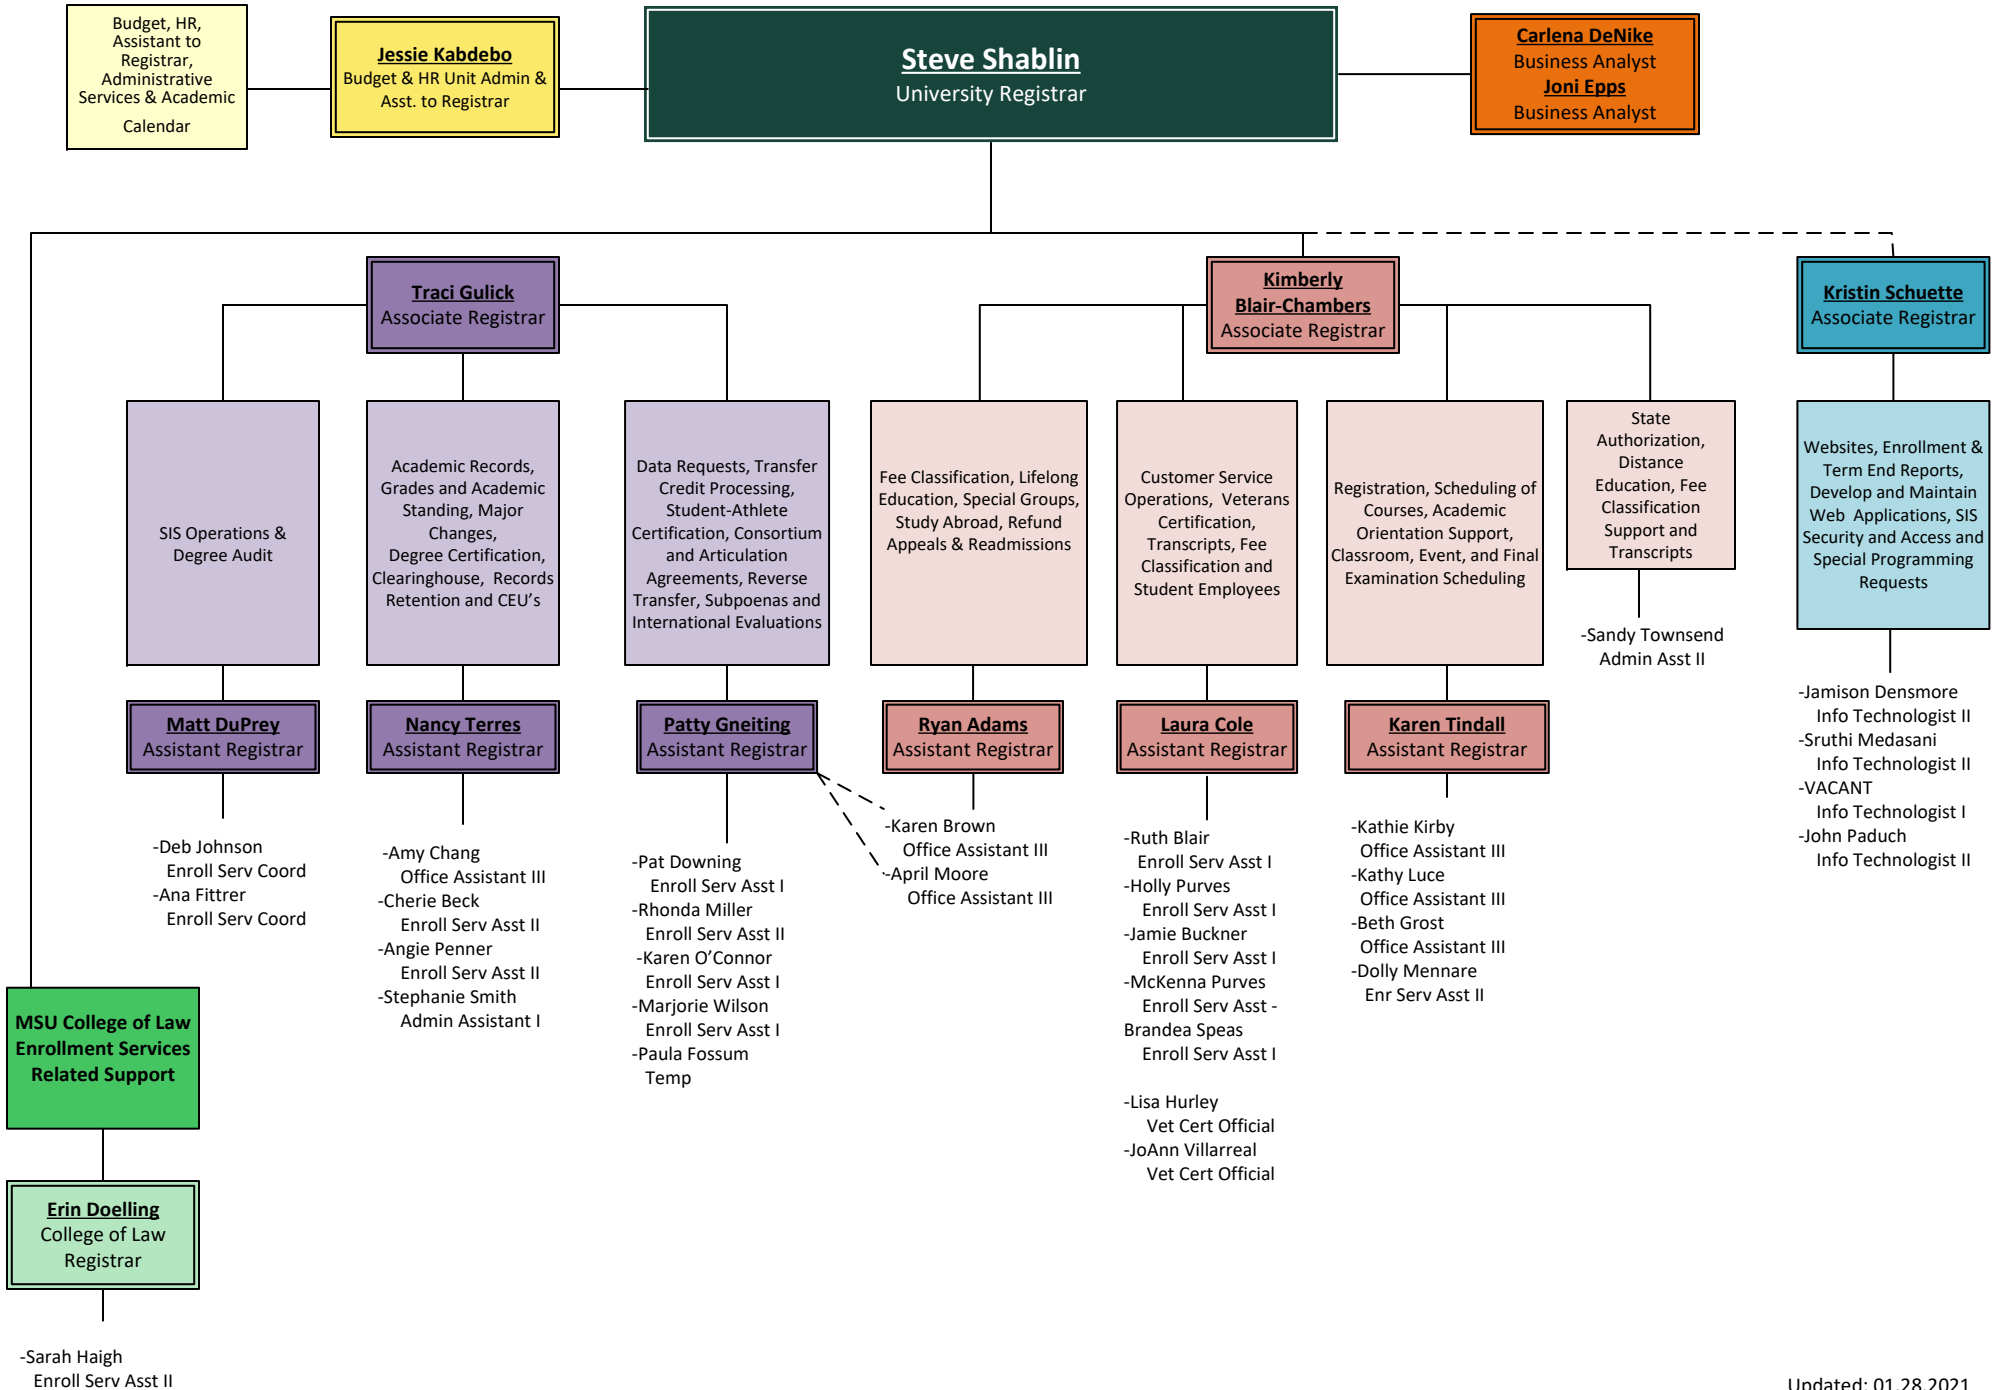 Budget, HR,
Assistant to
Registrar,
Administrative
Services & Academic
Calendar
Jessie Kabdebo
Budget & HR Unit Admin &
Asst. to Registrar
Steve Shablin
University Registrar
Carlena DeNike
Business Analyst
Joni Epps
Business Analyst
Traci Gulick
Associate Registrar
Kimberly
Blair-Chambers
Associate Registrar
Kristin Schuette
Associate Registrar
SIS Operations &
Degree Audit
Academic Records,
Grades and Academic
Standing, Major
Changes,
Degree Certification,
Clearinghouse, Records
Retention and CEU's
Data Requests, Transfer
Credit Processing,
Student-Athlete
Certification, Consortium
and Articulation
Agreements, Reverse
Transfer, Subpoenas and
International Evaluations
Fee Classification, Lifelong
Education, Special Groups,
Study Abroad, Refund
Appeals & Readmissions
Customer Service
Operations, Veterans
Certification,
Transcripts, Fee
Classification and
Student Employees
Registration, Scheduling of
Courses, Academic
Orientation Support,
Classroom, Event, and Final
Examination Scheduling
State
Authorization,
Distance
Education, Fee
Classification
Support and
Transcripts
-Sandy Townsend
Admin Asst II
Websites, Enrollment &
Term End Reports,
Develop and Maintain
Web Applications, SIS
Security and Access and
Special Programming
Requests
-Jamison Densmore
Info Technologist II
-Sruthi Medasani
Info Technologist II
-VACANT
Info Technologist I
-John Paduch
Info Technologist II
Matt DuPrey
Assistant Registrar
-Deb Johnson
Enroll Serv Coord
-Ana Fittrer
Enroll Serv Coord
Nancy Terres
Assistant Registrar
-Amy Chang
Office Assistant III
-Cherie Beck
Enroll Serv Asst II
-Angie Penner
Enroll Serv Asst II
-Stephanie Smith
Admin Assistant I
Patty Gneiting
Assistant Registrar
-Pat Downing
Enroll Serv Asst I
-Rhonda Miller
Enroll Serv Asst II
-Karen O'Connor
Enroll Serv Asst I
-Marjorie Wilson
Enroll Serv Asst I
-Paula Fossum
Temp
Ryan Adams
Assistant Registrar
-Karen Brown
Office Assistant III
-April Moore
Office Assistant III
Laura Cole
Assistant Registrar
-Ruth Blair
Enroll Serv Asst I
-Holly Purves
Enroll Serv Asst I
-Jamie Buckner
Enroll Serv Asst I
-McKenna Purves
Enroll Serv Asst -
Brandea Speas
Enroll Serv Asst I
-Lisa Hurley
Vet Cert Official
-JoAnn Villarreal
Vet Cert Official
Karen Tindall
Assistant Registrar
-Kathie Kirby
Office Assistant III
-Kathy Luce
Office Assistant III
-Beth Grost
Office Assistant III
-Dolly Mennare
Enr Serv Asst II
MSU College of Law
Enrollment Services
Related Support
Erin Doelling
College of Law
Registrar
-Sarah Haigh
Enroll Serv Asst II
Updated: 01.28.2021